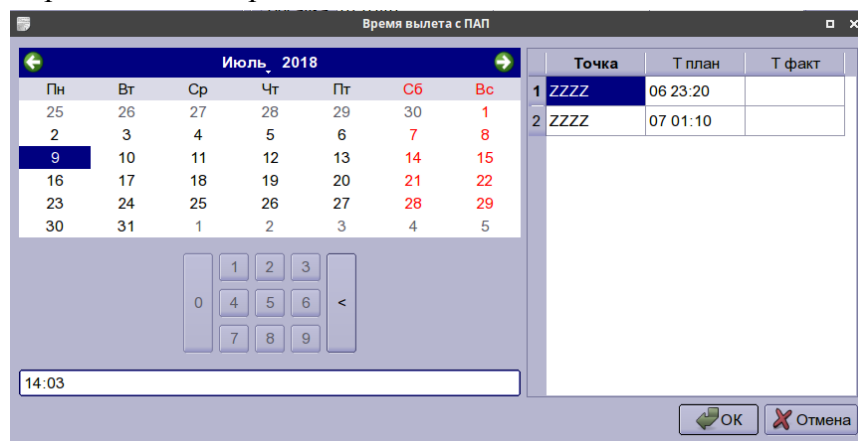 Время вылета с ПАП
Июль, 2018
Пн Вт Ср Чт Пт Сб Вс
25 26 27 28 29 30 1
2 3 4 5 6 7 8
9 10 11 12 13 14 15
16 17 18 19 20 21 22
23 24 25 26 27 28 29
30 31 1 2 3 4 5
1 2 3
0 4 5 6 <
7 8 9
14:03
Точка Т план Т факт
1 ZZZZ 06 23:20
2 ZZZZ 07 01:10
ОК Отмена